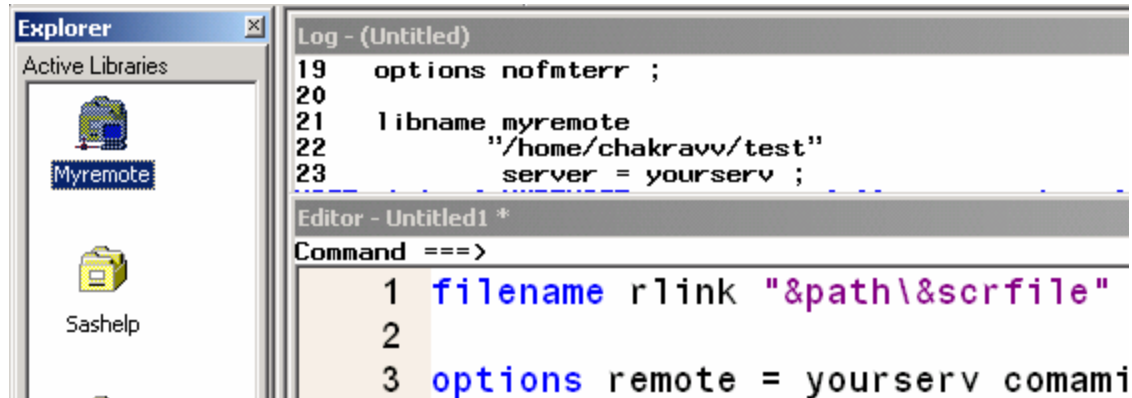 Explorer
Active Libraries
Myremote
Sashelp
Log - (Untitled)
19 options nofmterr ;
20
21 libname myremote
22 "/home/chakravv/test"
23 server = yourserv ;
Editor - Untitled1 *
Command ===>
1 filename rlink "&path\&scrfile"
2
3 options remote = yourserv comami